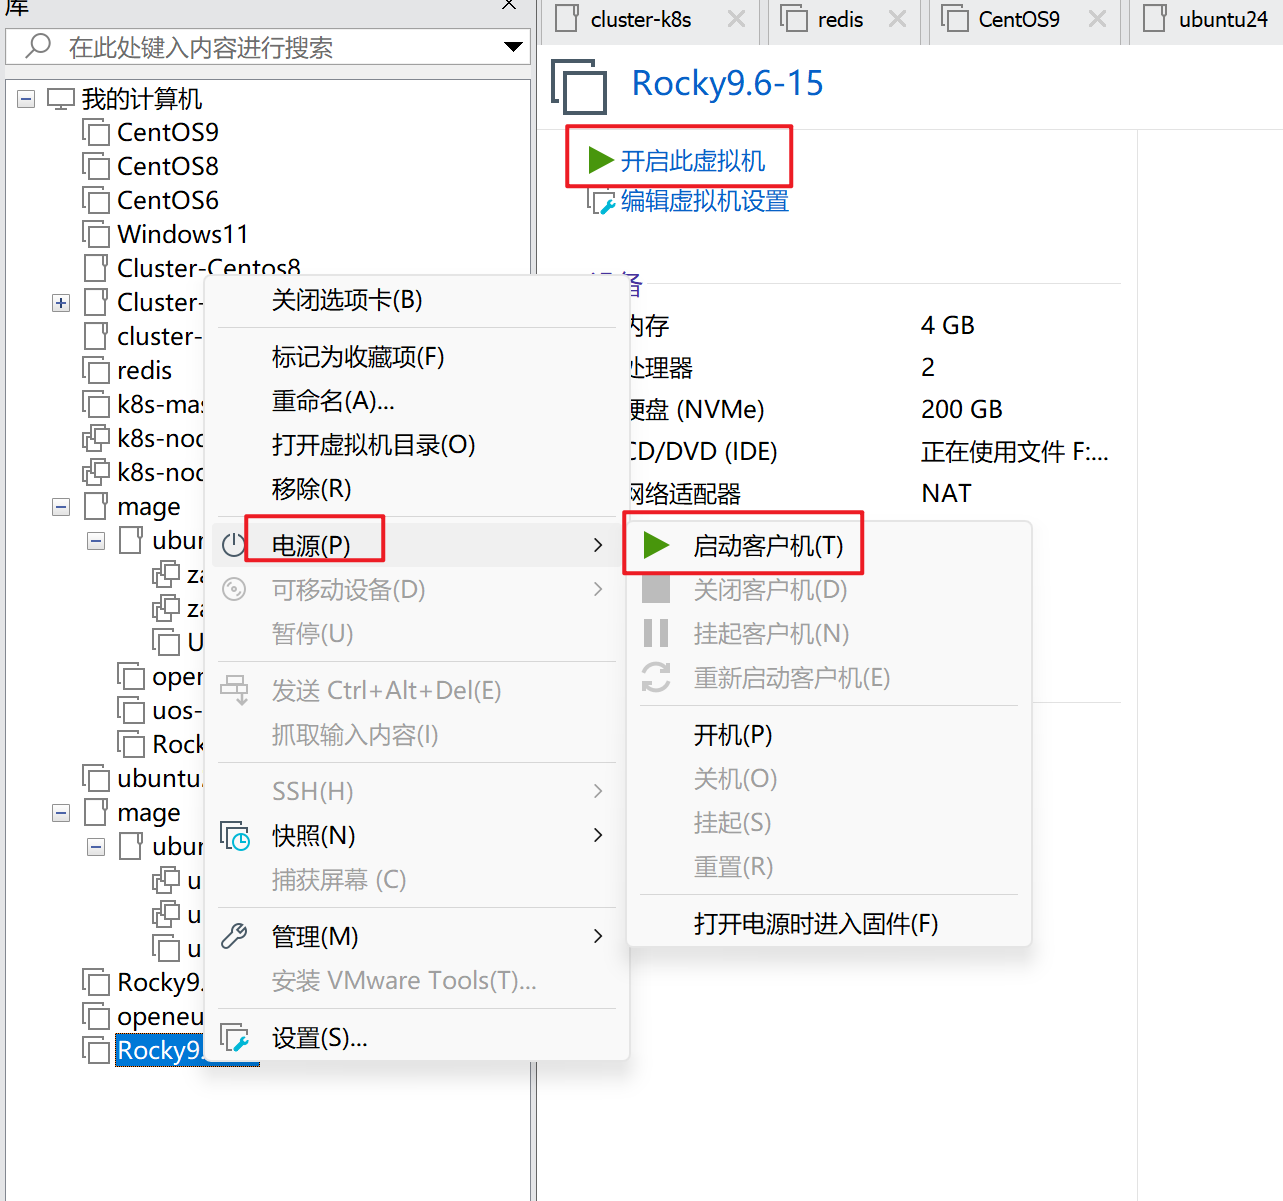 库
在此处键入内容进行搜索
我的计算机
CentOS9
CentOS8
CentOS6
Windows11
Cluster-Centos8
Cluster-
cluster-
redis
k8s-mas
k8s-nod
k8s-nod
mage
ubun
za
za
U
open
uos-
Rock
ubuntu
mage
ubun
u
u
u
Rocky9.
openeu
Rocky9.
关闭选项卡(B)
标记为收藏项(F)
重命名(A)...
打开虚拟机目录(O)
移除(R)
电源(P)
可移动设备(D)
暂停(U)
发送 Ctrl+Alt+Del(E)
抓取输入内容(I)
SSH(H)
快照(N)
捕获屏幕 (C)
管理(M)
安装 VMware Tools(T)...
设置(S)...
启动客户机(T)
关闭客户机(D)
挂起客户机(N)
重新启动客户机(E)
开机(P)
关机(O)
挂起(S)
重置(R)
打开电源时进入固件(F)
cluster-k8s
redis
CentOS9
ubuntu24
Rocky9.6-15
开启此虚拟机
编辑虚拟机设置
设备
内存 4 GB
处理器 2
硬盘 (NVMe) 200 GB
CD/DVD (IDE) 正在使用文件 F:...
网络适配器 NAT